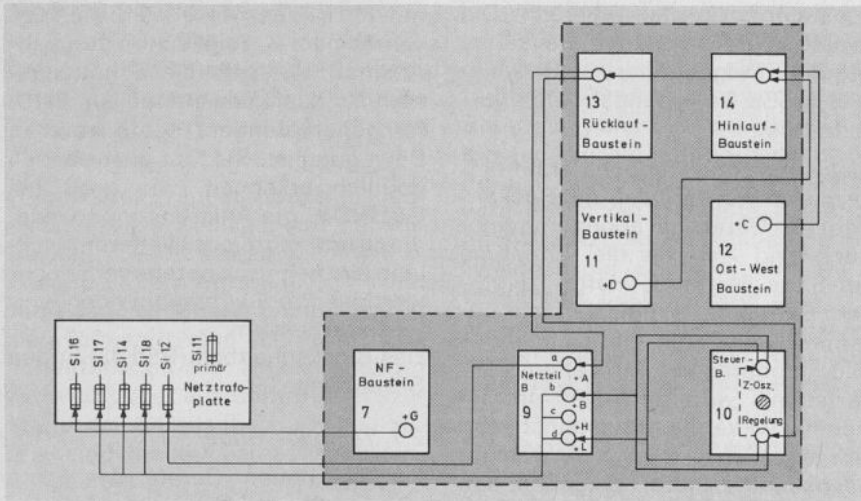 13
Rücklauf-
Baustein
14
Hinlauf-
Baustein
Vertikal-
Baustein
11
+D
+C
12
Ost-West
Baustein
Si 16
Si 17
Si 14
Si 18
Si 12
Si 11
primär
Netztrafo-
platte
NF-
Baustein
7
+G
Netzteil
B
9
a
+A
b
+B
c
+H
d
+L
Steuer-
B.
Z-Osz.
10
Regelung